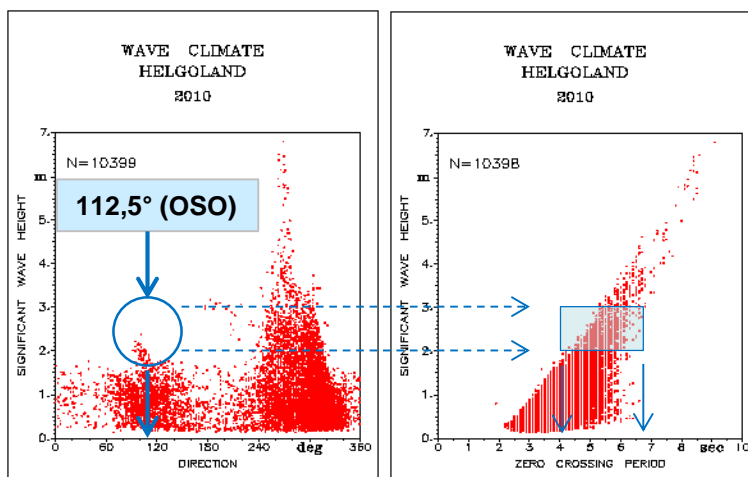 WAVE CLIMATE
HELGOLAND
2010
7.
N=10399
m
112,5° (OSO)
5.
4.
3.
2.
1.
0.
SIGNIFICANT WAVE HEIGHT
0 60 120 180 240 deg 360
DIRECTION
WAVE CLIMATE
HELGOLAND
2010
7.
N=10398
m
5.
4.
3.
2.
1.
0.
SIGNIFICANT WAVE HEIGHT
0 1 2 3 4 5 6 7 8 sec 10
ZERO CROSSING PERIOD